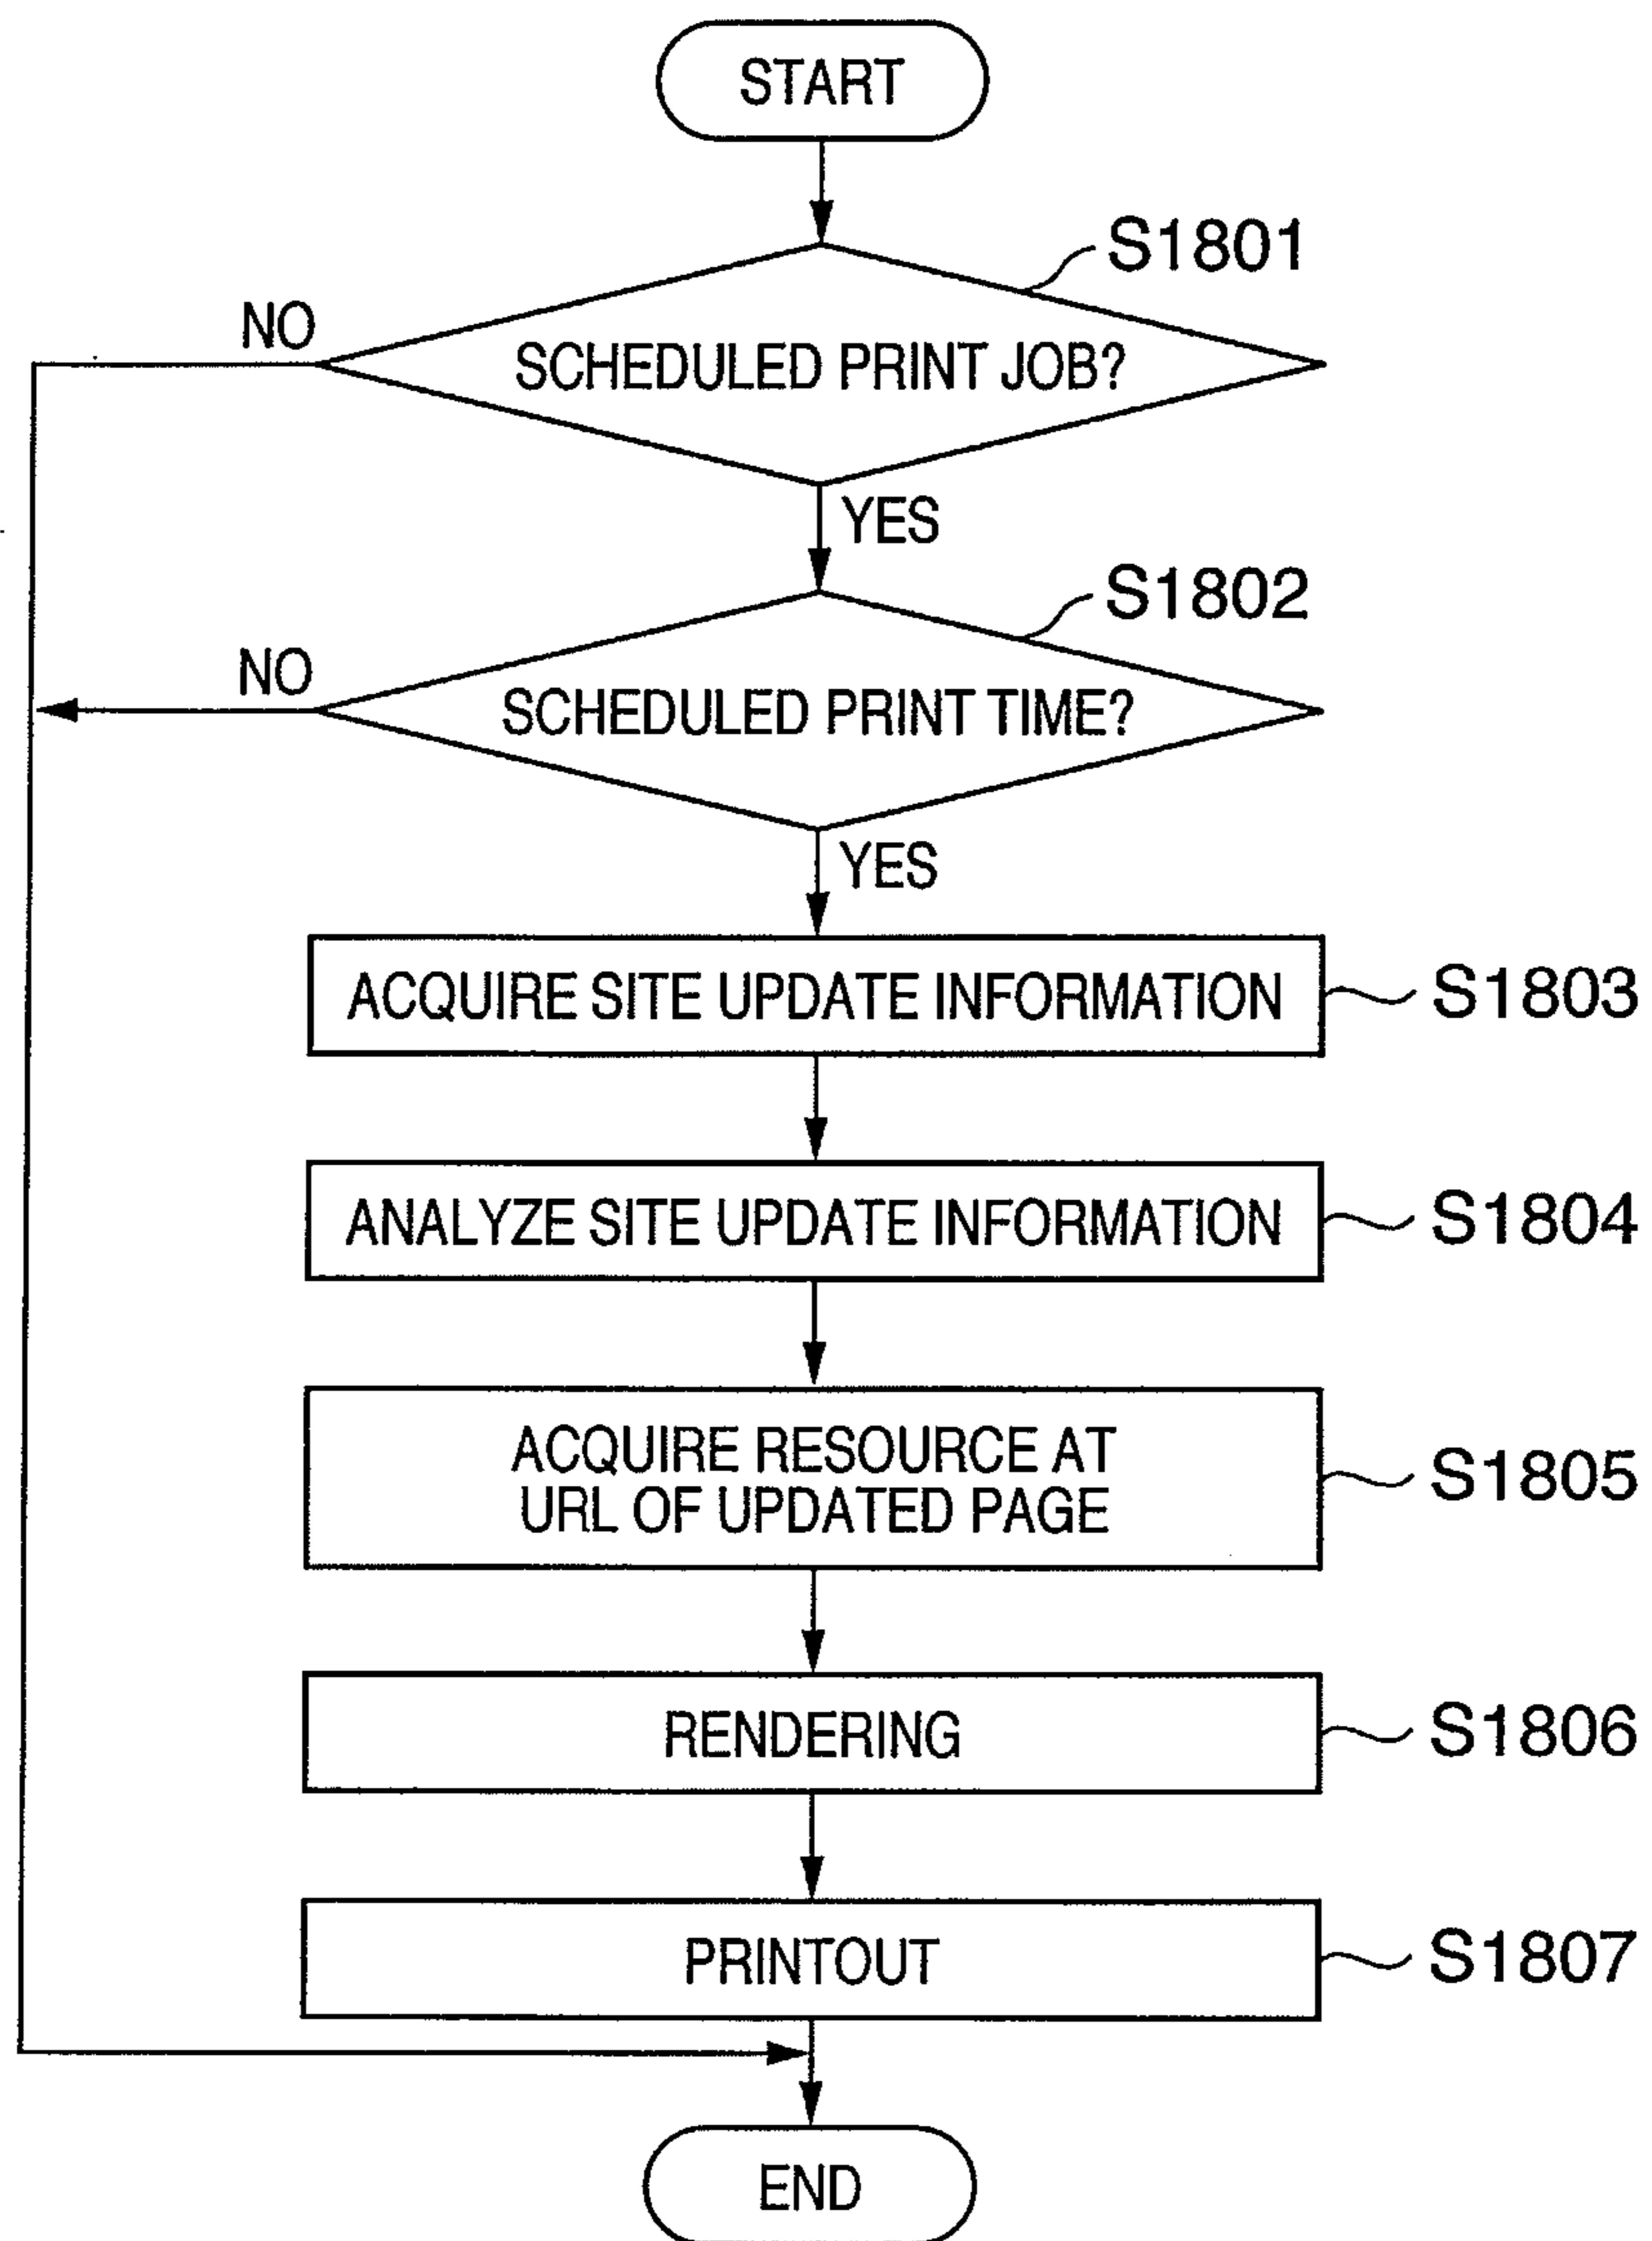 START
S1801
NO
SCHEDULED PRINT JOB?
YES
S1802
NO
SCHEDULED PRINT TIME?
YES
ACQUIRE SITE UPDATE INFORMATION
S1803
ANALYZE SITE UPDATE INFORMATION
S1804
ACQUIRE RESOURCE AT
URL OF UPDATED PAGE
S1805
RENDERING
S1806
PRINTOUT
S1807
END